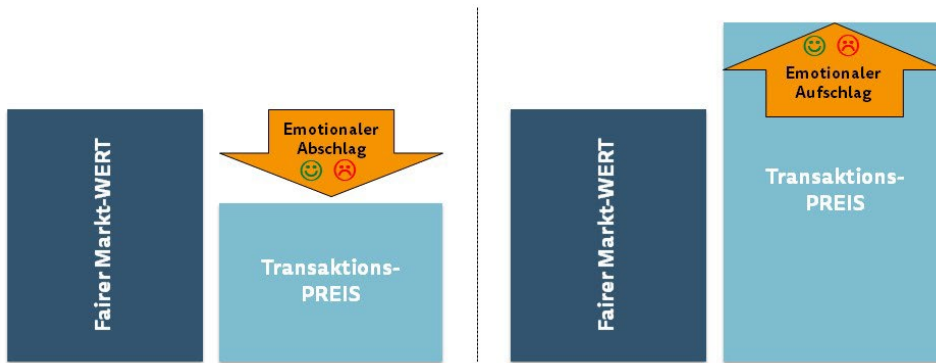 Fairer Markt-WERT
Emotionaler
Abschlag
Transaktions-
PREIS
Fairer Markt-WERT
Emotionaler
Aufschlag
Transaktions-
PREIS